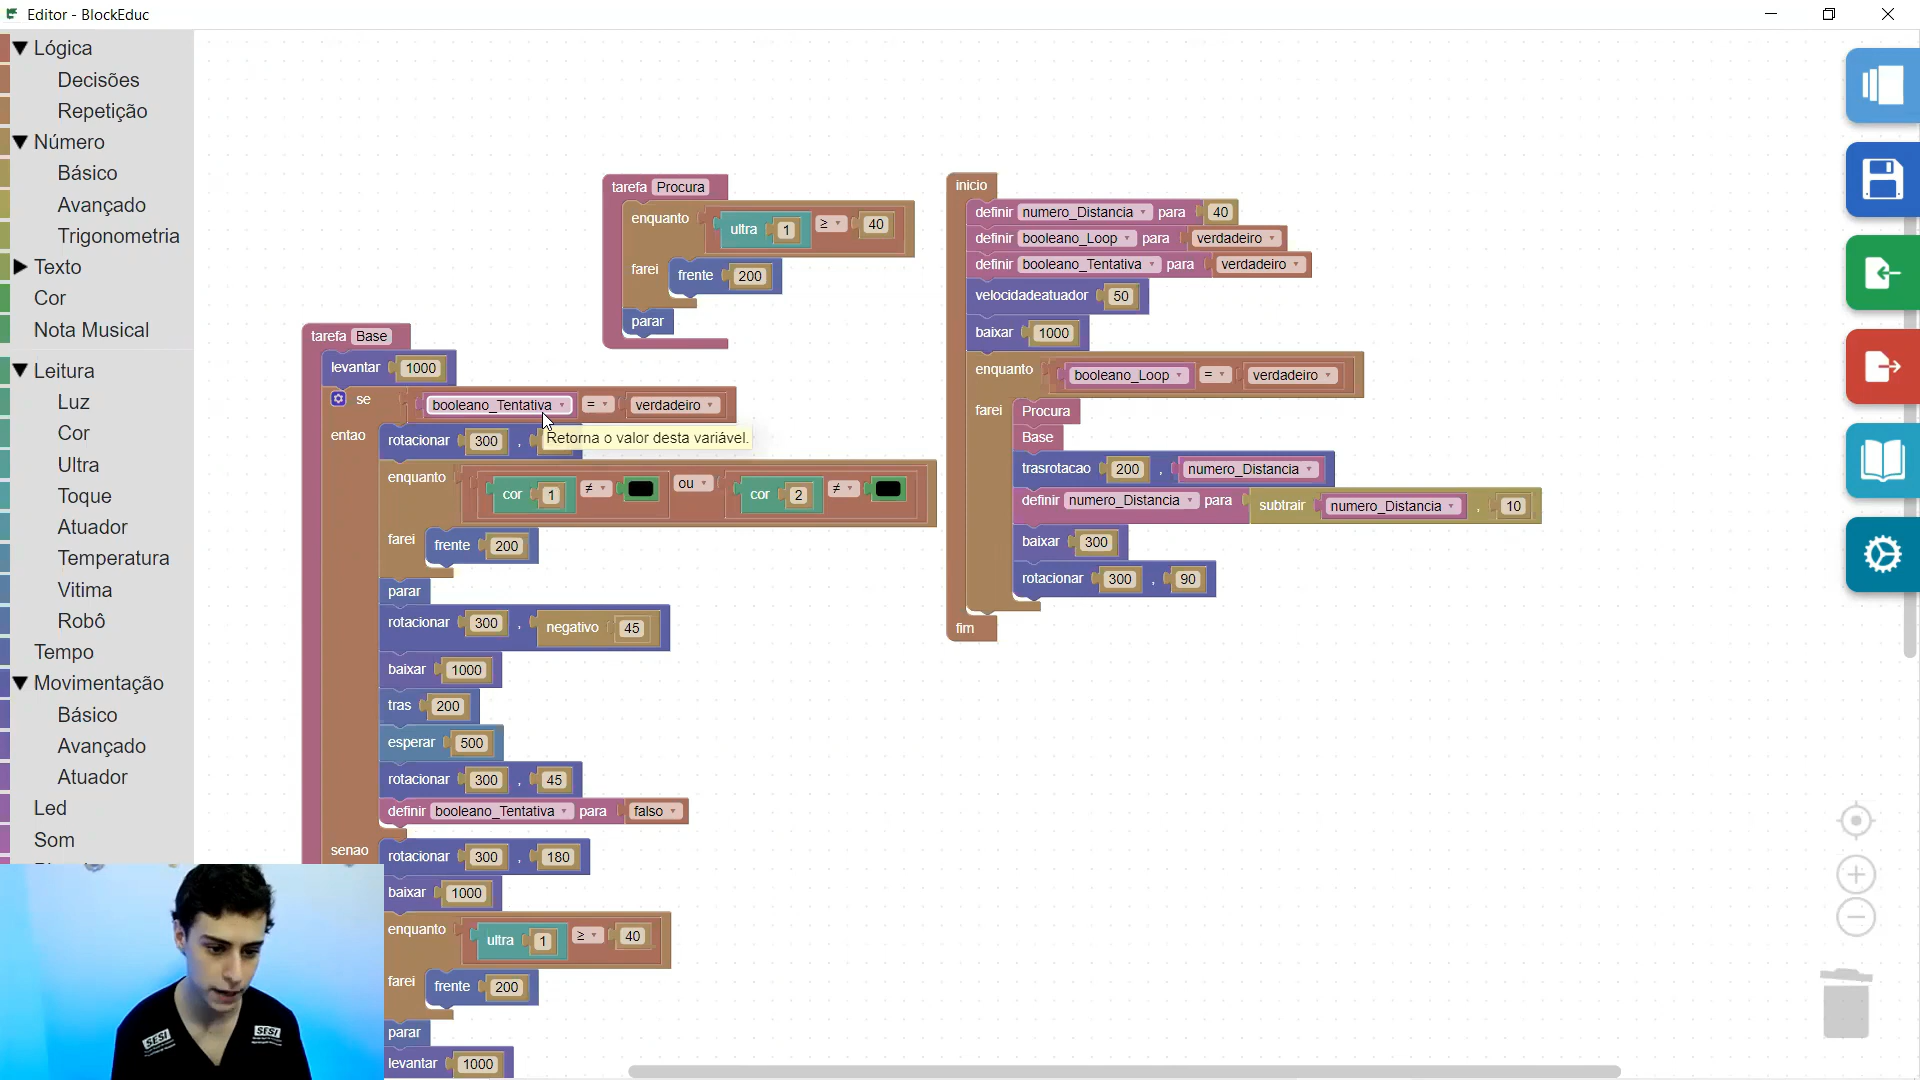 Editor - BlockEduc
Lógica
Decisões
Repetição
Número
Básico
Avançado
Trigonometria
Texto
Cor
Nota Musical
Leitura
Luz
Cor
Ultra
Toque
Atuador
Temperatura
Vitima
Robô
Tempo
Movimentação
Básico
Avançado
Atuador
Led
Som
tarefa Procura
enquanto ultra 1 ≥ 40
farei frente 200
parar
tarefa Base
levantar 1000
se booleano_Tentativa = verdadeiro
entao rotacionar 300 ,
Retorna o valor desta variável.
enquanto cor 1 ≠ ou cor 2 ≠
farei frente 200
parar
rotacionar 300 , negativo 45
baixar 1000
tras 200
esperar 500
rotacionar 300 , 45
definir booleano_Tentativa para falso
senao rotacionar 300 , 180
baixar 1000
enquanto ultra 1 ≥ 40
farei frente 200
parar
levantar 1000
inicio
definir numero_Distancia para 40
definir booleano_Loop para verdadeiro
definir booleano_Tentativa para verdadeiro
velocidadeatuador 50
baixar 1000
enquanto booleano_Loop = verdadeiro
farei Procura
Base
trasrotacao 200 , numero_Distancia
definir numero_Distancia para subtrair numero_Distancia , 10
baixar 300
rotacionar 300 , 90
fim
SESI
SESI